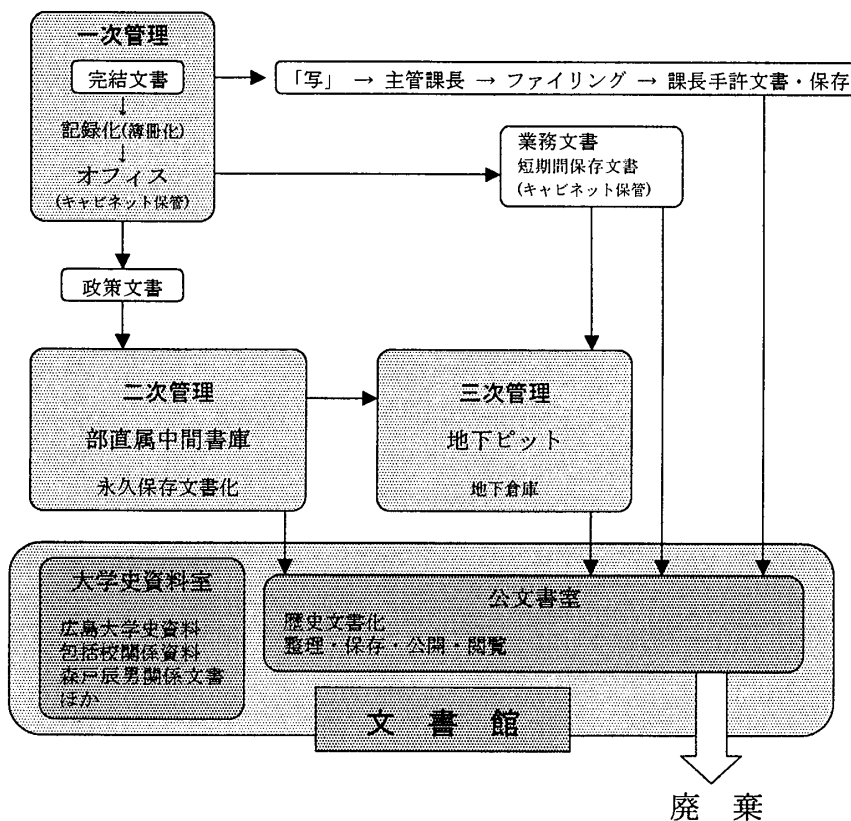 一次管理
完結文書
↓
記録化(簿冊化)
↓
オフィス
(キャビネット保管)
「写」 → 主管課長 → ファイリング → 課長手許文書・保存
業務文書
短期間保存文書
(キャビネット保管)
政策文書
二次管理
部直属中間書庫
永久保存文書化
三次管理
地下ピット
地下倉庫
大学史資料室
広島大学史資料
包括校関係資料
森戸辰男関係文書
ほか
公文書室
歴史文書化
整理・保存・公開・閲覧
文 書 館
廃 棄